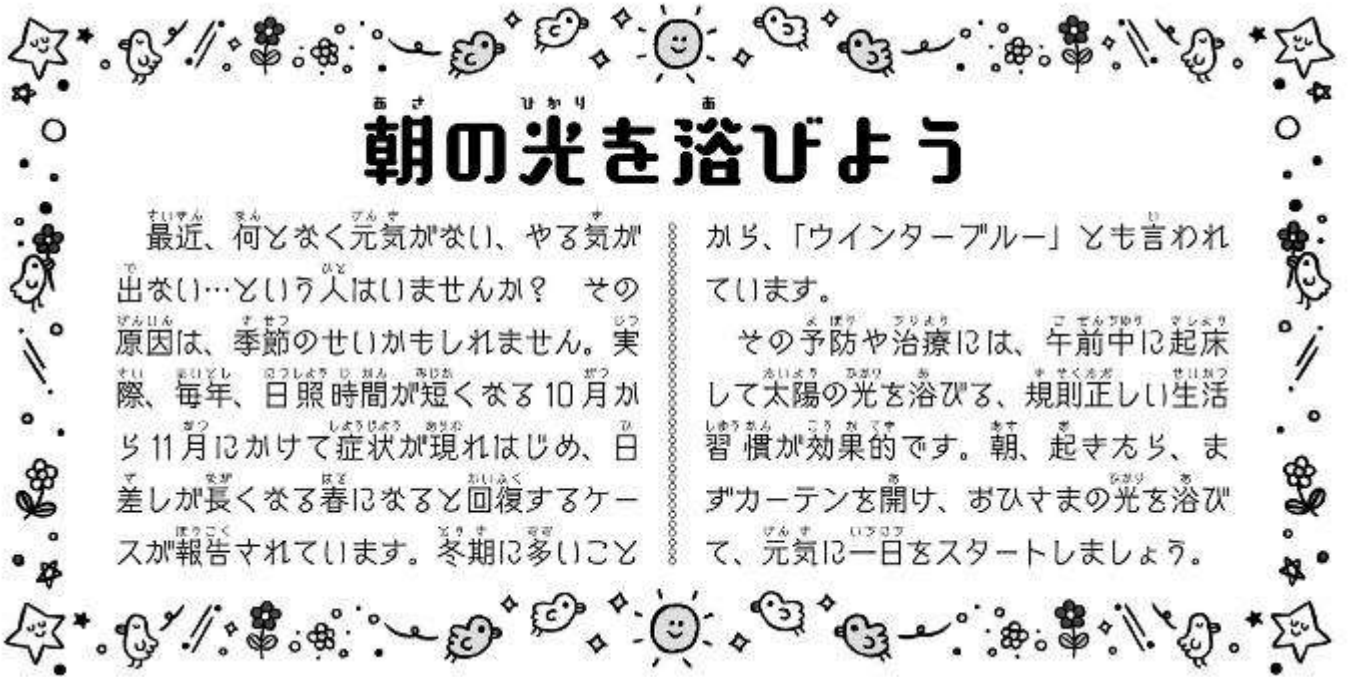 朝の光を浴びよう
最近、何となく元気がない、やる気が
出ない…という人はいませんか？　その
原因は、季節のせいかもしれません。実
際、毎年、日照時間が短くなる10月か
ら11月にかけて症状が現れはじめ、日
差しが長くなる春になると回復するケー
スが報告されています。冬期に多いこと
から、「ウインターブルー」とも言われ
ています。
その予防や治療には、午前中に起床
して太陽の光を浴びる、規則正しい生活
習慣が効果的です。朝、起きたら、ま
ずカーテンを開け、おひさまの光を浴び
て、元気に一日をスタートしましょう。